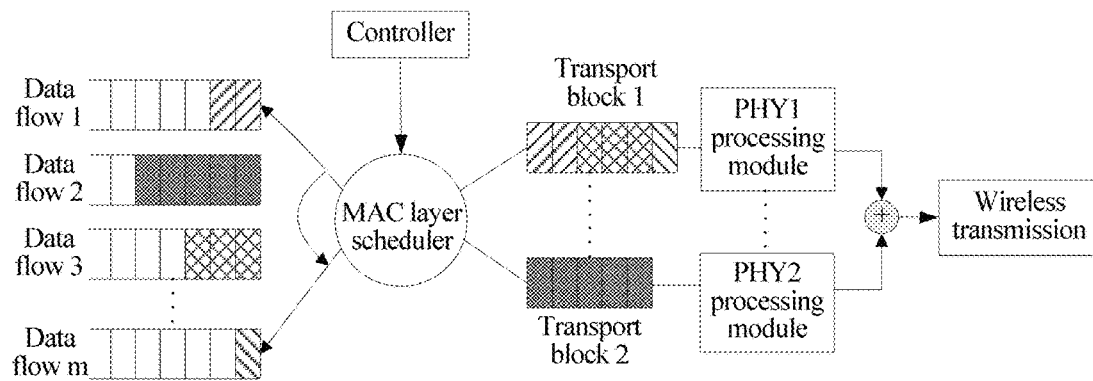 Controller
Data
flow 1
Data
flow 2
Data
flow 3
Data
flow m
MAC layer
scheduler
Transport
block 1
Transport
block 2
PHY1
processing
module
PHY2
processing
module
+
Wireless
transmission